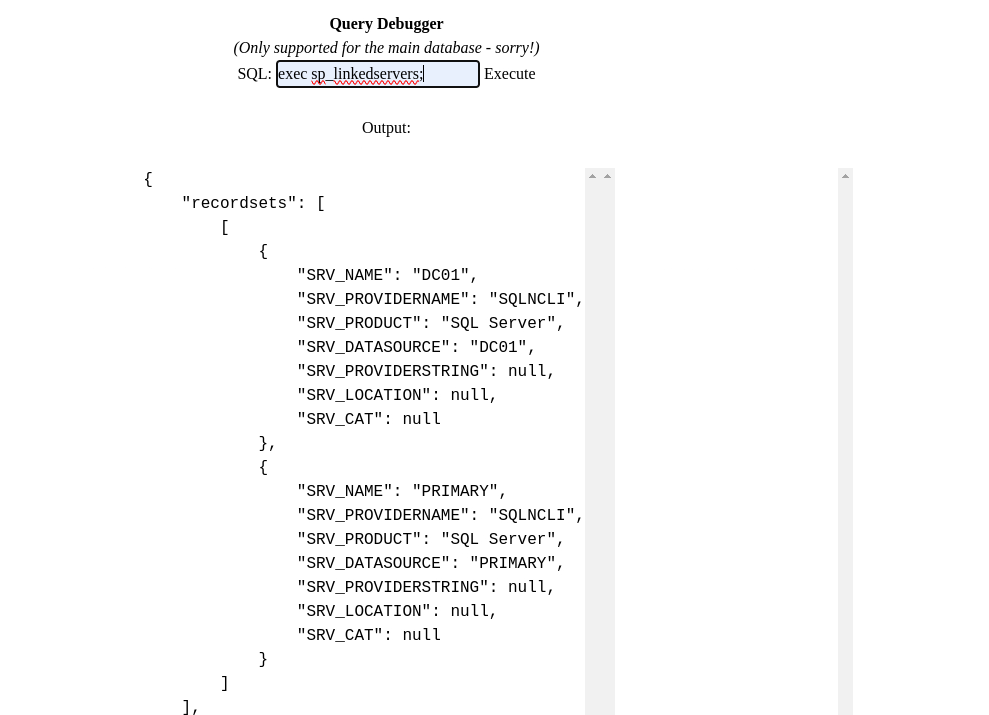 Query Debugger
(Only supported for the main database - sorry!)
SQL: exec sp_linkedservers; Execute
Output:
{
    "recordsets": [
        [
            {
                "SRV_NAME": "DC01",
                "SRV_PROVIDERNAME": "SQLNCLI",
                "SRV_PRODUCT": "SQL Server",
                "SRV_DATASOURCE": "DC01",
                "SRV_PROVIDERSTRING": null,
                "SRV_LOCATION": null,
                "SRV_CAT": null
            },
            {
                "SRV_NAME": "PRIMARY",
                "SRV_PROVIDERNAME": "SQLNCLI",
                "SRV_PRODUCT": "SQL Server",
                "SRV_DATASOURCE": "PRIMARY",
                "SRV_PROVIDERSTRING": null,
                "SRV_LOCATION": null,
                "SRV_CAT": null
            }
        ]
    ],